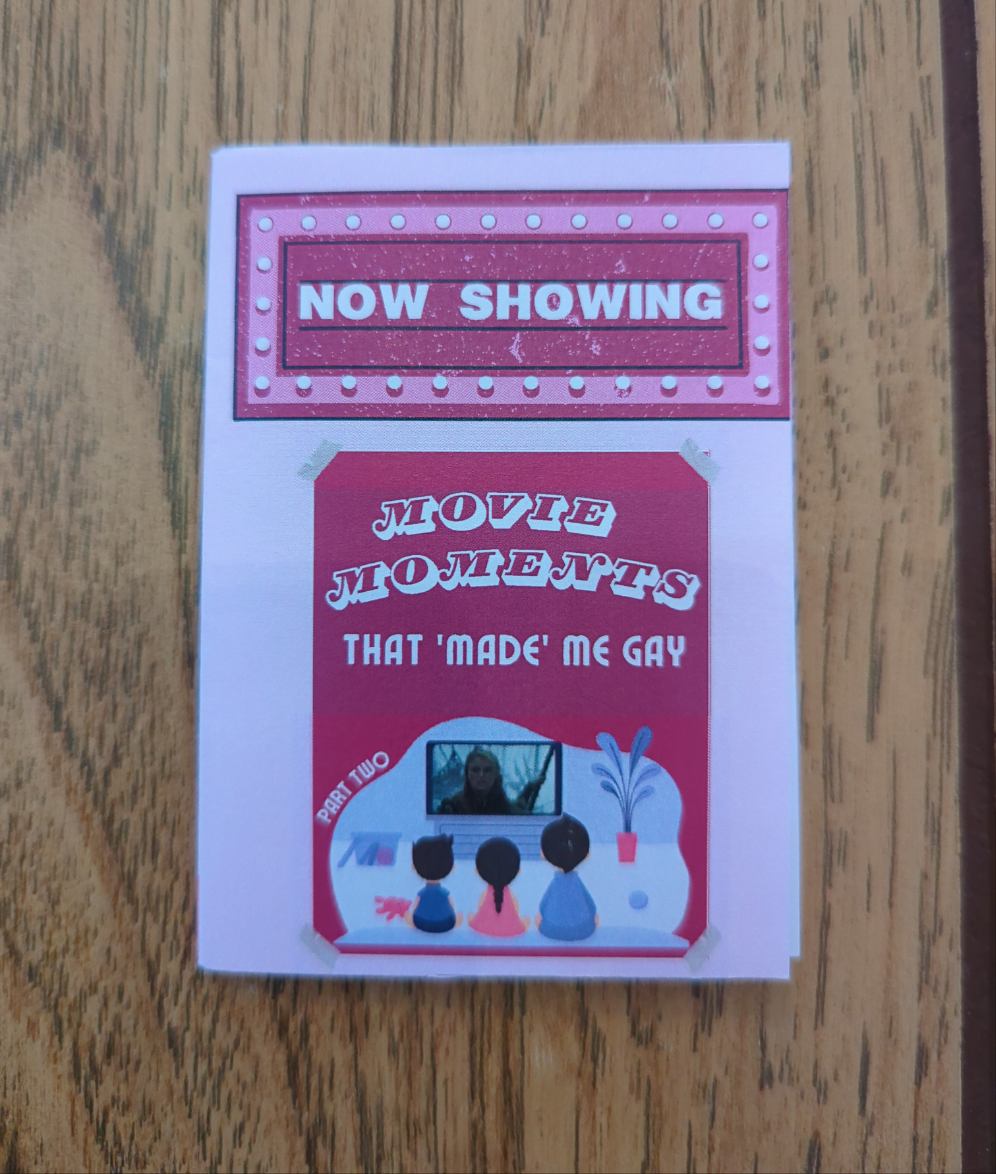 NOW SHOWING
MOVIE
MOMENTS
THAT 'MADE' ME GAY
PART TWO